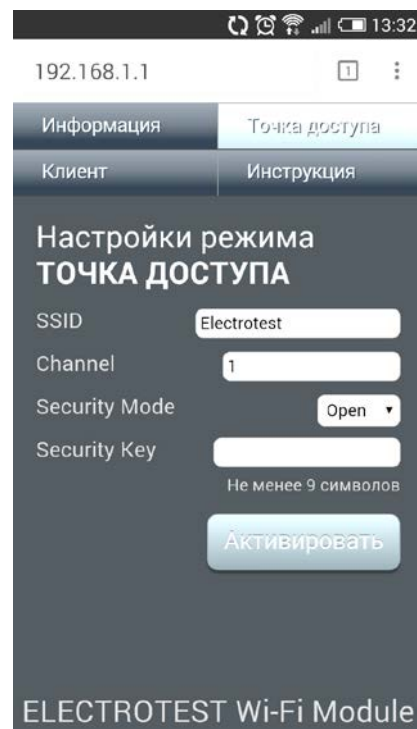 13:32
192.168.1.1
1
Информация
Точка доступа
Клиент
Инструкция
Настройки режима
ТОЧКА ДОСТУПА
SSID
Electrotest
Channel
1
Security Mode
Open
Security Key
Не менее 9 символов
Активировать
ELECTROTEST Wi-Fi Module